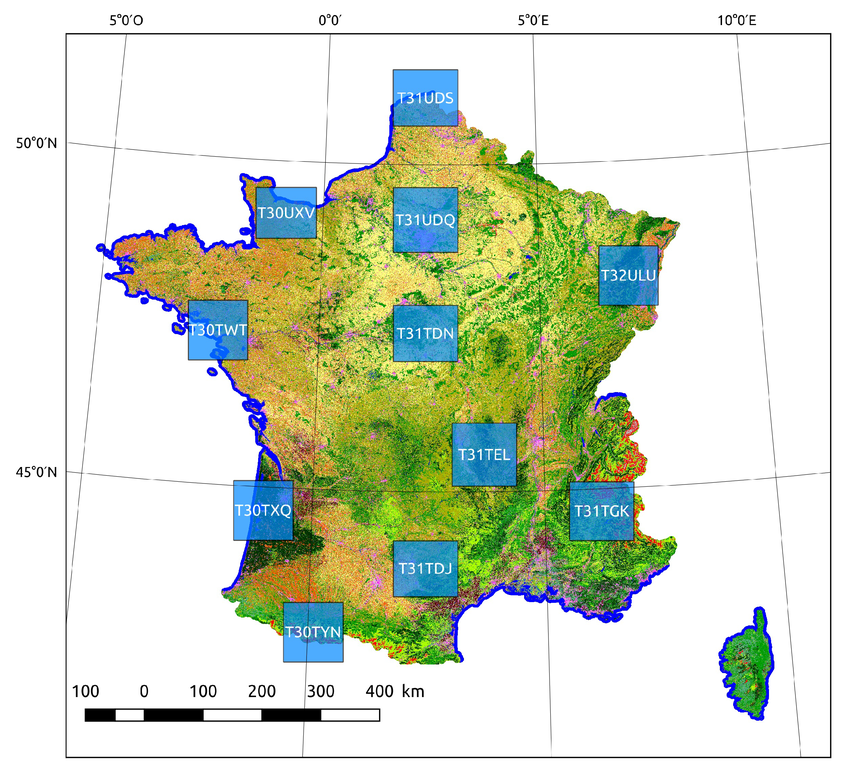 5°0′O 0°0′ 5°0′E 10°0′E
T31UDS
50°0′N
T30UXV
T31UDQ
T32ULU
T30TWT
T31TDN
T31TEL
45°0′N
T30TXQ
T31TGK
T31TDJ
T30TYN
100 0 100 200 300 400 km